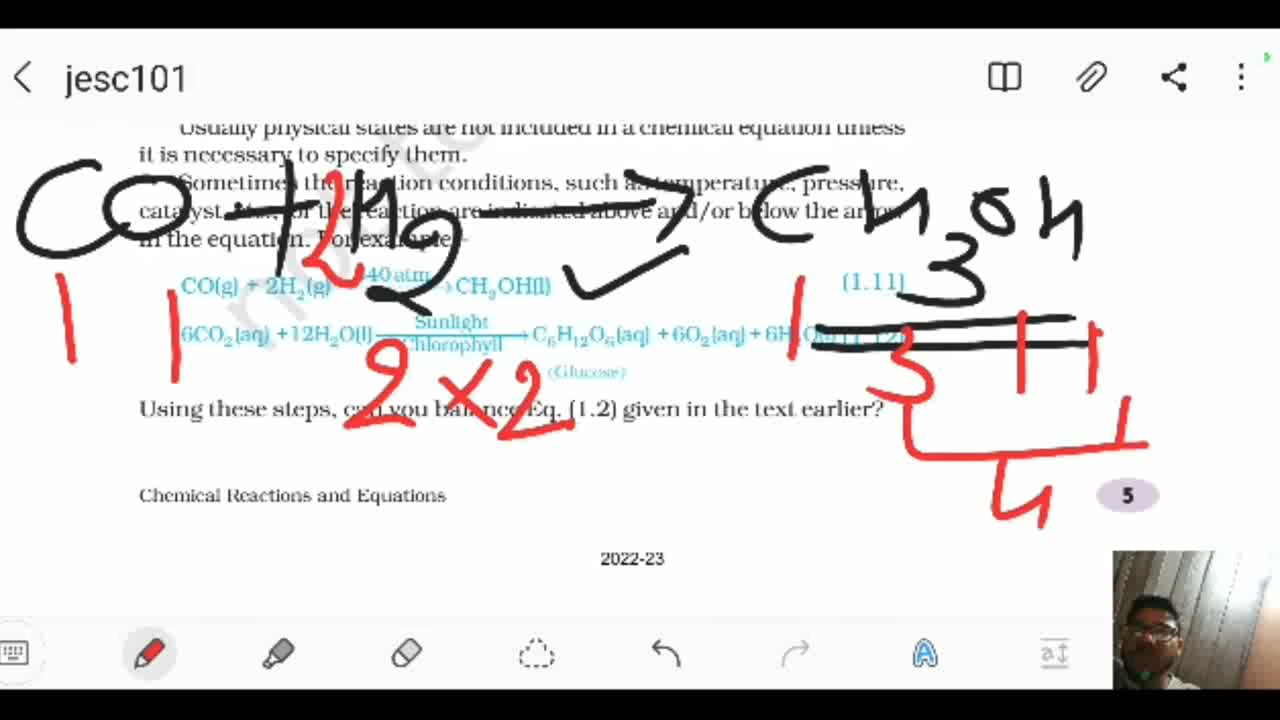 jesc101
Usually physical states are not included in a chemical equation unless
it is necessary to specify them.
Sometimes the reaction conditions, such as temperature, pressure,
catalyst, for the reaction are indicated above and/or below the arrow
in the equation. For example
CO + 2H2 → CH3OH
CO(g) + 2H₂(g) 340 atm → CH₃OH(l) (1.11)
1 1 1 3 1 1
6CO₂(aq) +12H₂O(l) Sunlight Chlorophyll → C₆H₁₂O₆(aq) + 6O₂(aq) + 6H₂O(l) (1.12)
(Glucose)
2 × 2
Using these steps, can you balance Eq. (1.2) given in the text earlier?
4
Chemical Reactions and Equations
5
2022-23